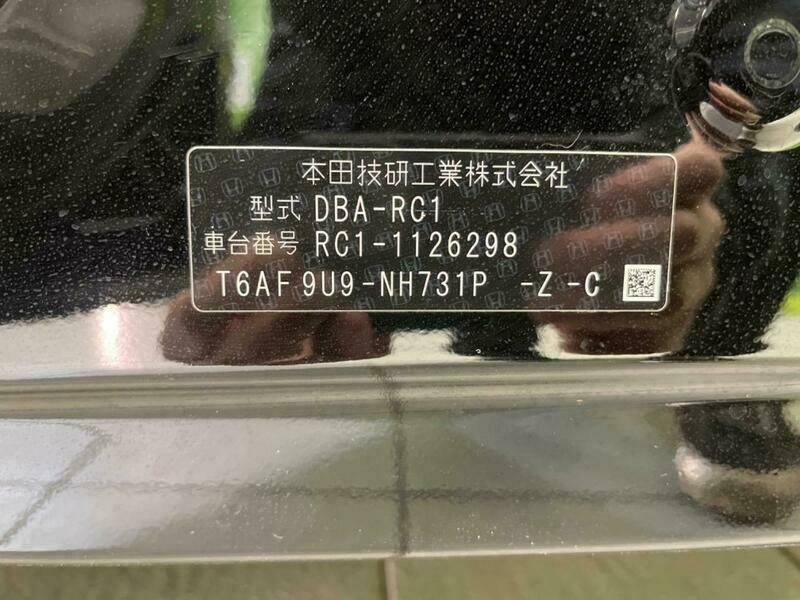 本田技研工業株式会社
型式 DBA-RC1
車台番号 RC1-1126298
T6AF 9U9-NH731P -Z -C